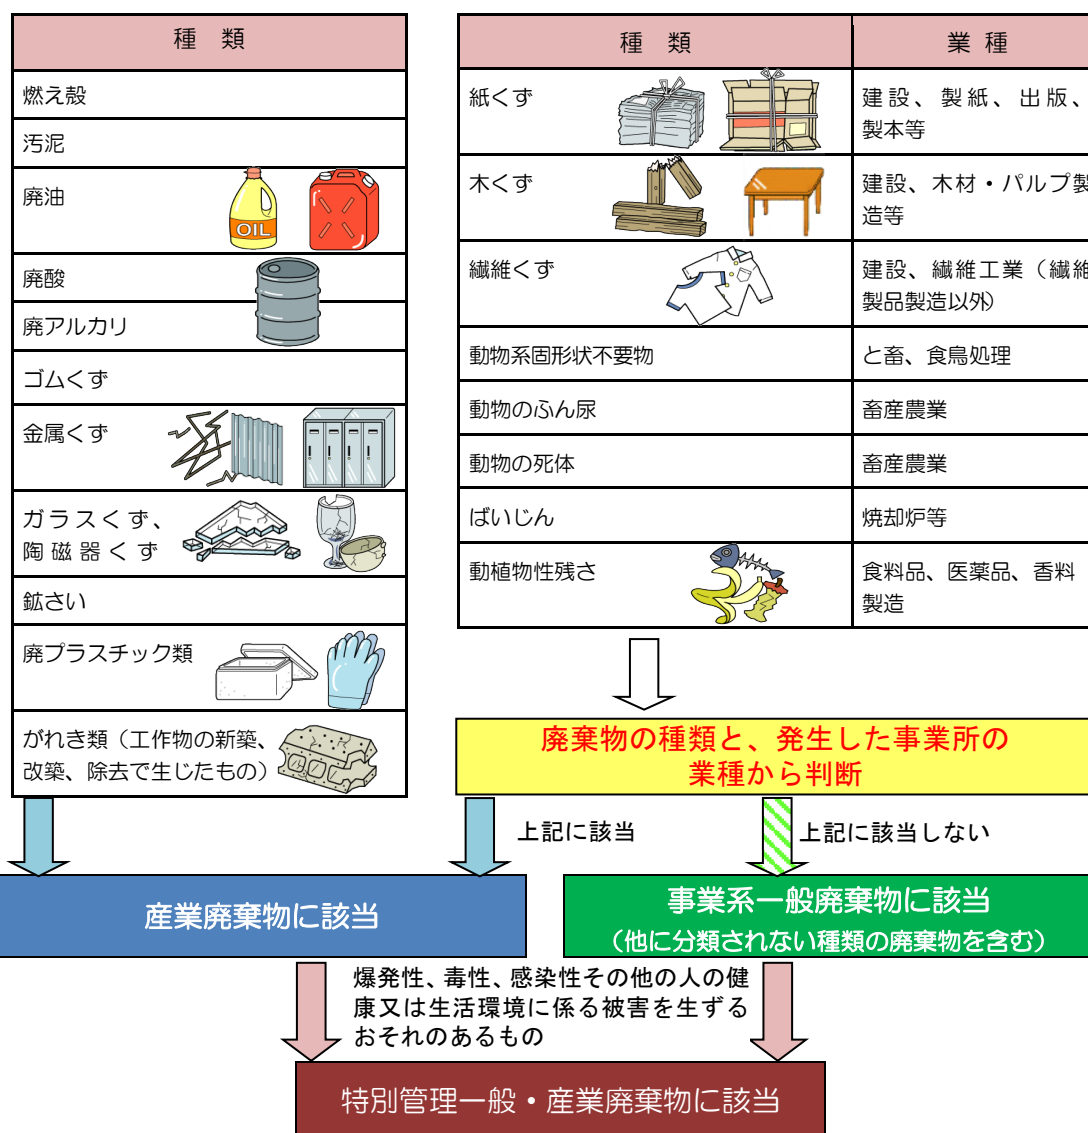 種 類
燃え殻
汚泥
廃油
OIL
廃酸
廃アルカリ
ゴムくず
金属くず
ガラスくず、
陶磁器くず
鉱さい
廃プラスチック類
がれき類（工作物の新築、
改築、除去で生じたもの）
種 類
業 種
紙くず
建設、製紙、出版、
製本等
木くず
建設、木材・パルプ製
造等
繊維くず
建設、繊維工業（繊維
製品製造以外）
動物系固形状不要物
と畜、食鳥処理
動物のふん尿
畜産農業
動物の死体
畜産農業
ばいじん
焼却炉等
動植物性残さ
食料品、医薬品、香料
製造
廃棄物の種類と、発生した事業所の
業種から判断
上記に該当
上記に該当しない
産業廃棄物に該当
事業系一般廃棄物に該当
（他に分類されない種類の廃棄物を含む）
爆発性、毒性、感染性その他の人の健
康又は生活環境に係る被害を生ずる
おそれのあるもの
特別管理一般・産業廃棄物に該当